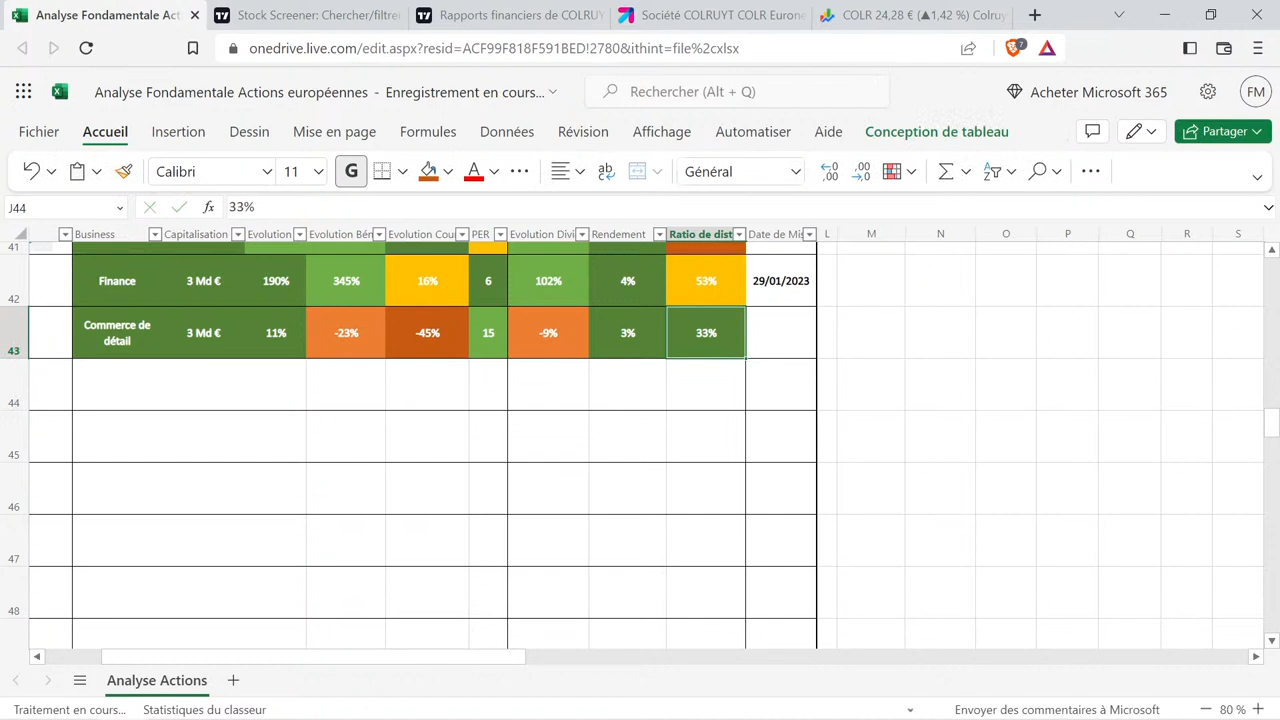 Analyse Fondamentale Acti
Stock Screener: Chercher/filtre
Rapports financiers de COLRUY
Société COLRUYT COLR Eurone
COLR 24,28 € (▲1,42 %) Colruy
onedrive.live.com/edit.aspx?resid=ACF99F818F591BED!2780&ithint=file%2cxlsx
7
Analyse Fondamentale Actions européennes - Enregistrement en cours...
Rechercher (Alt + Q)
Acheter Microsoft 365
FM
Fichier Accueil Insertion Dessin Mise en page Formules Données Révision Affichage Automatiser Aide Conception de tableau
Partager
Calibri 11 G A ab Général
J44 fx 33%
Business Capitalisation Evolution Evolution Bén Evolution Cou PER Evolution Divi Rendement Ratio de dist Date de Mis L M N O P Q R S
41
42 Finance 3 Md € 190% 345% 16% 6 102% 4% 53% 29/01/2023
43 Commerce de détail 3 Md € 11% -23% -45% 15 -9% 3% 33%
44
45
46
47
48
Analyse Actions
Traitement en cours... Statistiques du classeur Envoyer des commentaires à Microsoft 80 %